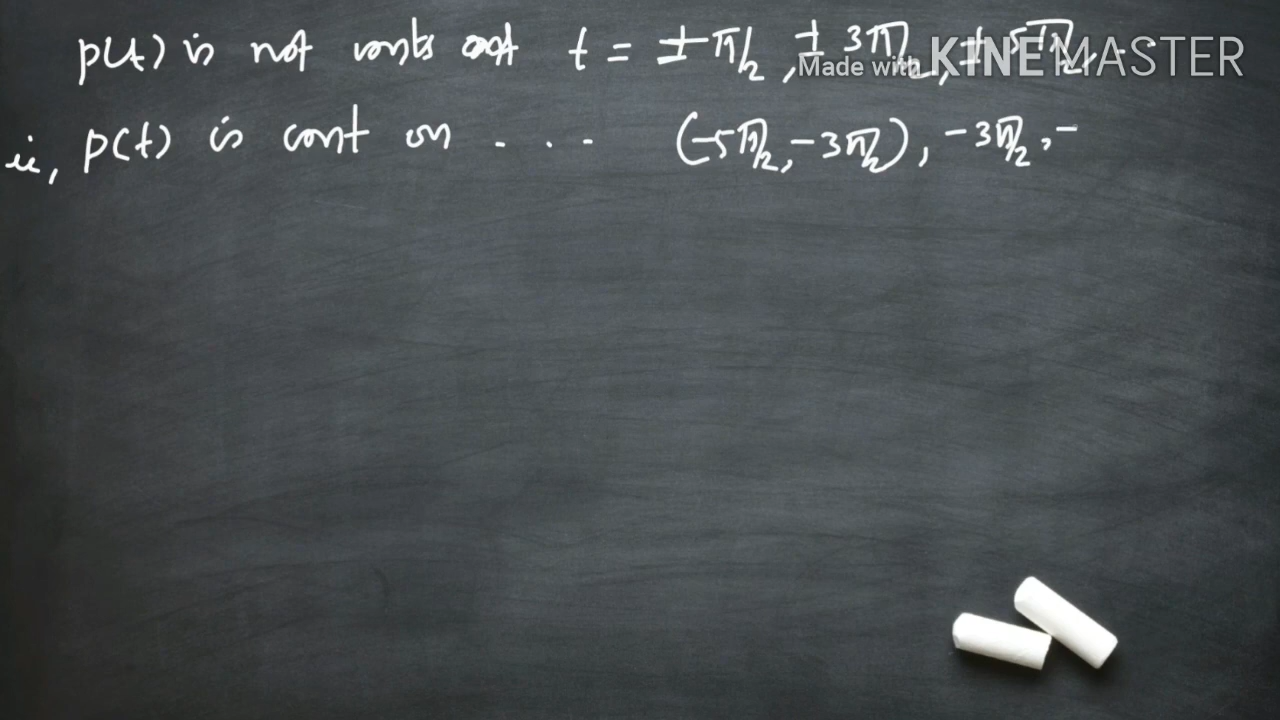 p(t) is not conts at t = ±π/2, ±3π/2, ±5π/2, ...
Made with KINEMASTER
ie, p(t) is cont on . . . (-5π/2, -3π/2), -3π/2, -